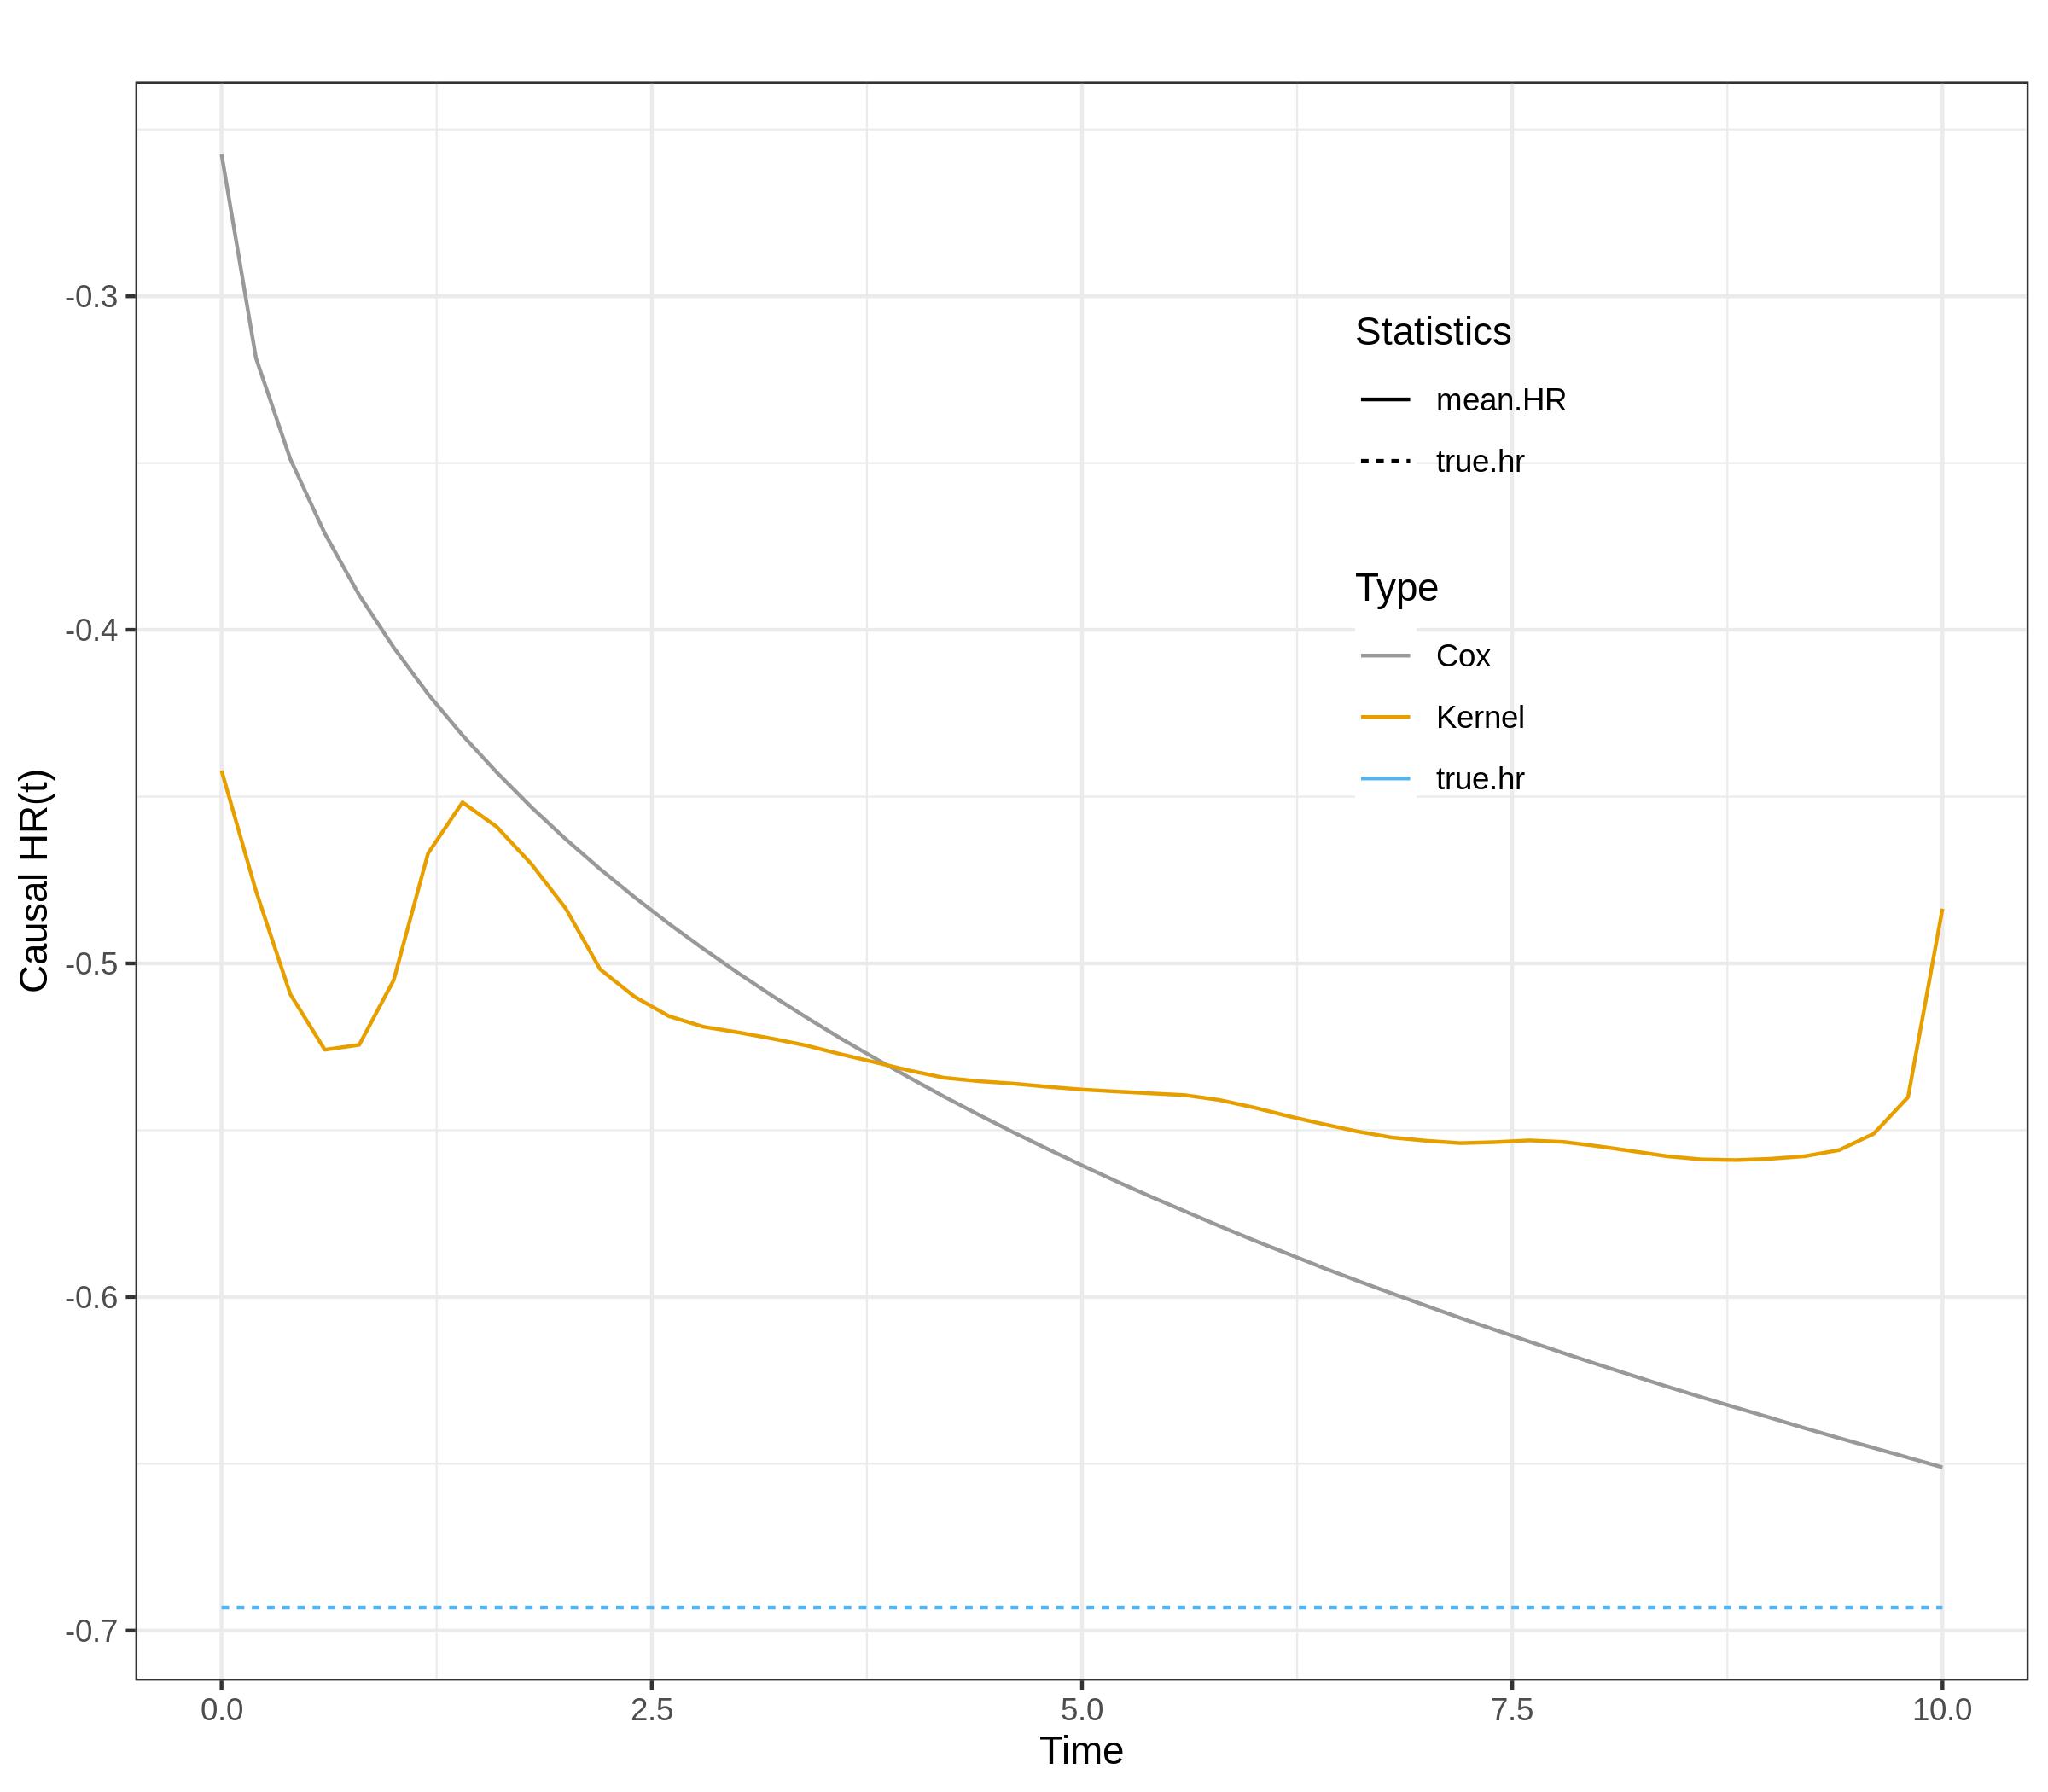 Causal HR(t)
-0.3
-0.4
-0.5
-0.6
-0.7
Statistics
mean.HR
true.hr
Type
Cox
Kernel
true.hr
0.0 2.5 5.0 7.5 10.0
Time